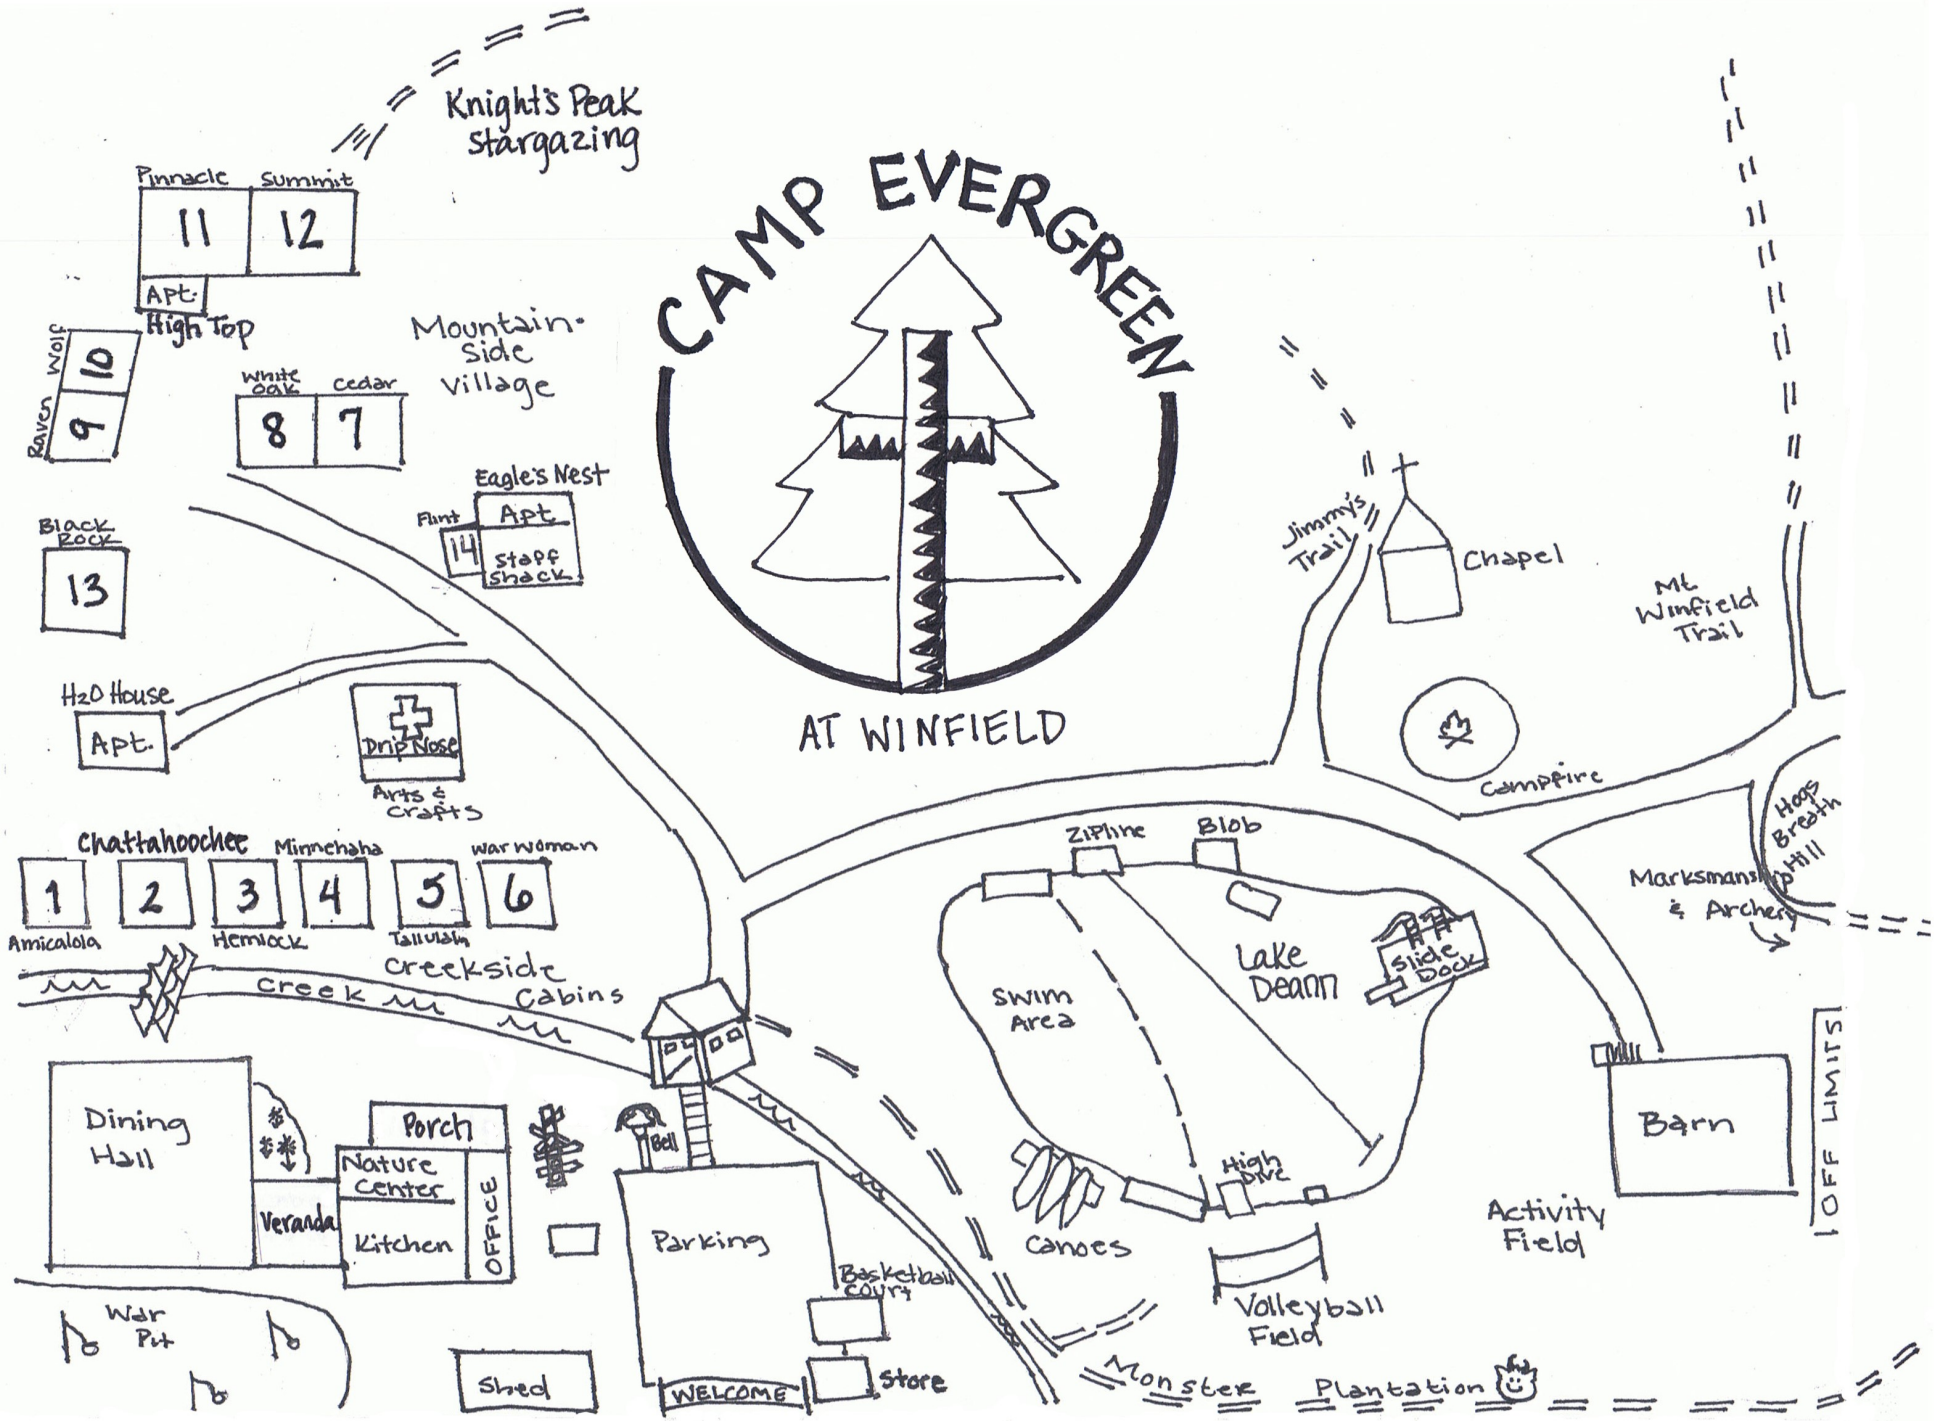 Knight's Peak
Stargazing
Pinnacle
Summit
11
12
Apt.
High Top
CAMP EVERGREEN
AT WINFIELD
Wolf
10
Raven
9
Mountain-
side
Village
White
Oak
Cedar
8
7
Eagle's Nest
Flint
Apt
14
Staff
Shack
Black
Rock
13
H2O House
Apt.
Drip Nose
Arts &
Crafts
Jimmy's
Trail
Chapel
Mt
Winfield
Trail
Campfire
Hogs
Breath
Hill
Marksmanship
& Archery
Chattahoochee
Minnehaha
War woman
1
2
3
4
5
6
Amicalola
Hemlock
Tallulah
Creekside
Cabins
Creek
Zipline
Blob
Swim
Area
Lake
Deann
Slide
Dock
High
Dive
Canoes
Volleyball
Field
Activity
Field
Barn
OFF LIMITS
Dining
Hall
Porch
Nature
Center
Veranda
Kitchen
OFFICE
Bell
Parking
Basketball
Court
Store
WELCOME
Shed
War
Pit
Monster Plantation